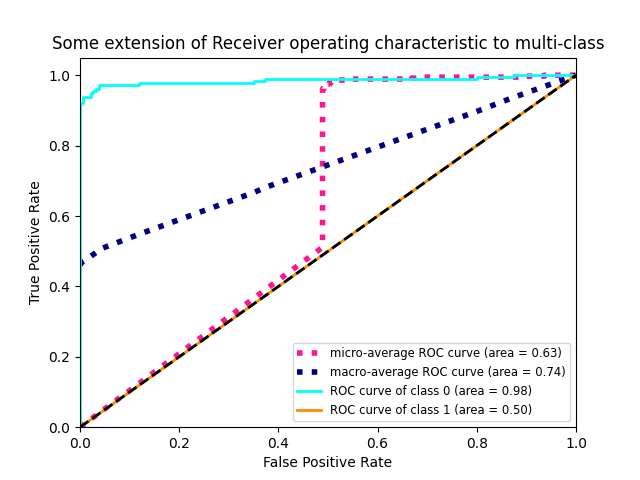 Some extension of Receiver operating characteristic to multi-class
1.0
0.8
0.6
0.4
0.2
0.0
True Positive Rate
micro-average ROC curve (area = 0.63)
macro-average ROC curve (area = 0.74)
ROC curve of class 0 (area = 0.98)
ROC curve of class 1 (area = 0.50)
0.0 0.2 0.4 0.6 0.8 1.0
False Positive Rate